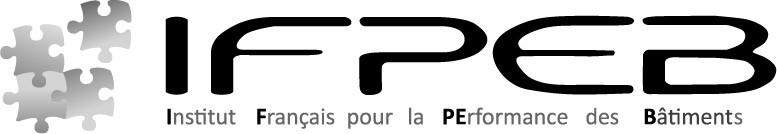 IFPEB
Institut Français pour la PErformance des Bâtiments